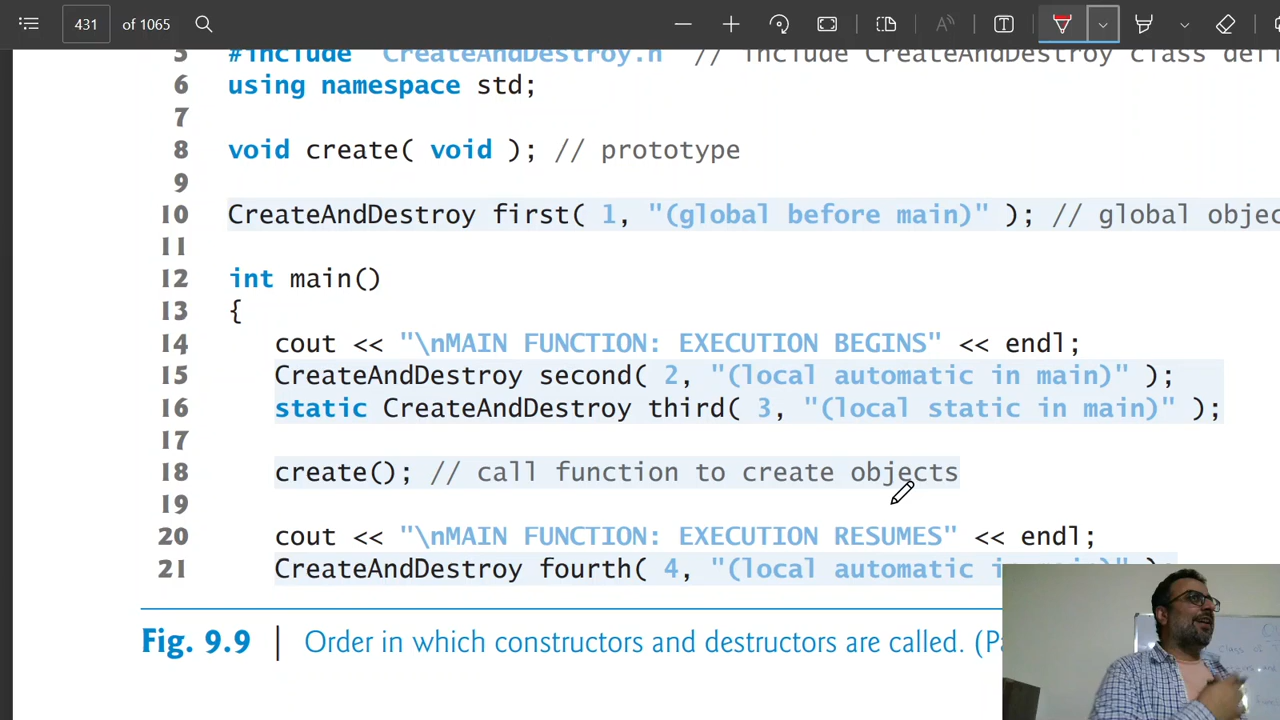 431 of 1065
5 #include "CreateAndDestroy.h" // include CreateAndDestroy class defi
6 using namespace std;
7
8 void create( void ); // prototype
9
10 CreateAndDestroy first( 1, "(global before main)" ); // global objec
11
12 int main()
13 {
14 cout << "\nMAIN FUNCTION: EXECUTION BEGINS" << endl;
15 CreateAndDestroy second( 2, "(local automatic in main)" );
16 static CreateAndDestroy third( 3, "(local static in main)" );
17
18 create(); // call function to create objects
19
20 cout << "\nMAIN FUNCTION: EXECUTION RESUMES" << endl;
21 CreateAndDestroy fourth( 4, "(local automatic in main)" );
Fig. 9.9 | Order in which constructors and destructors are called. (Pa